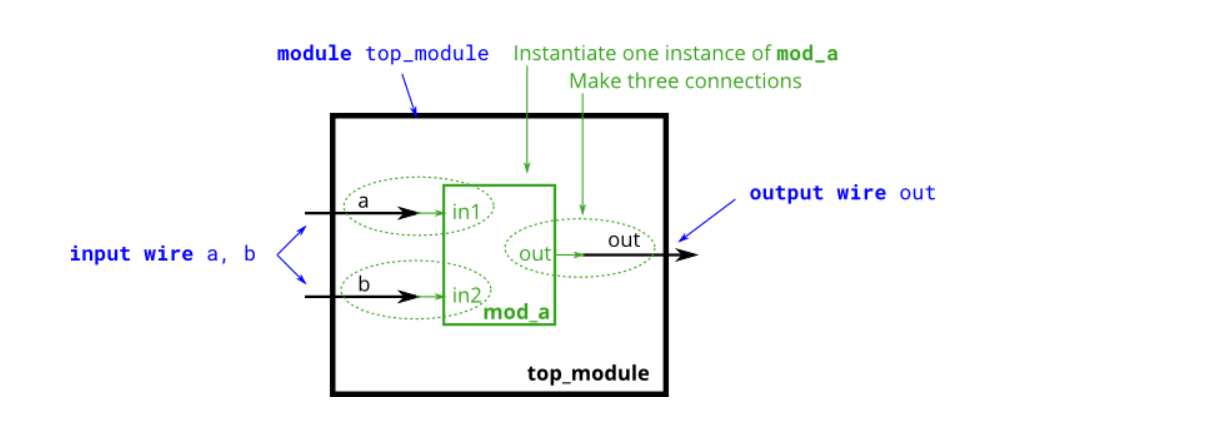 module top_module
Instantiate one instance of mod_a
Make three connections
output wire out
a
in1
out
input wire a, b
out
b
in2
mod_a
top_module